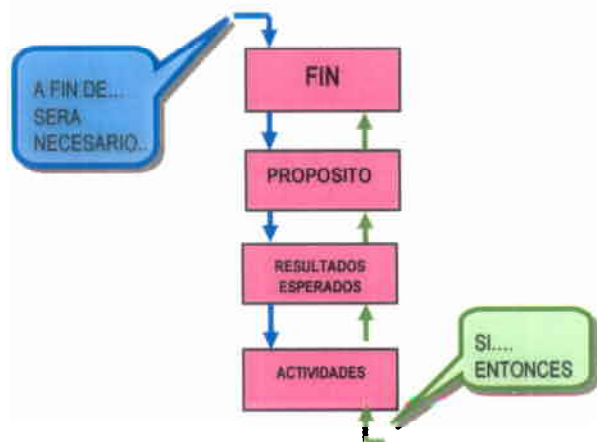 FIN
A FIN DE....
SERA
NECESARIO..
PROPOSITO
RESULTADOS
ESPERADOS
ACTIVIDADES
SI....
ENTONCES